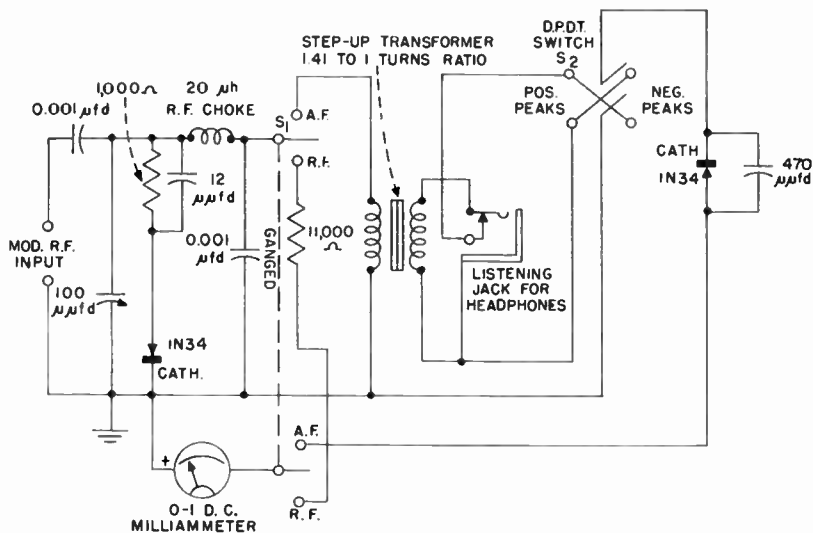 STEP-UP TRANSFORMER
1.41 TO 1 TURNS RATIO
D.P.D.T.
SWITCH
S2
1,000 Ω
20 μh
R.F. CHOKE
0.001 μfd
S1
A.F.
R.F.
POS.
PEAKS
NEG.
PEAKS
CATH.
1N34
470
μμfd
12
μμfd
0.001
μfd
GANGED
11,000
Ω
MOD. R.F.
INPUT
100
μμfd
LISTENING
JACK FOR
HEADPHONES
1N34
CATH.
A.F.
+
R.F.
0-1 D.C.
MILLIAMMETER